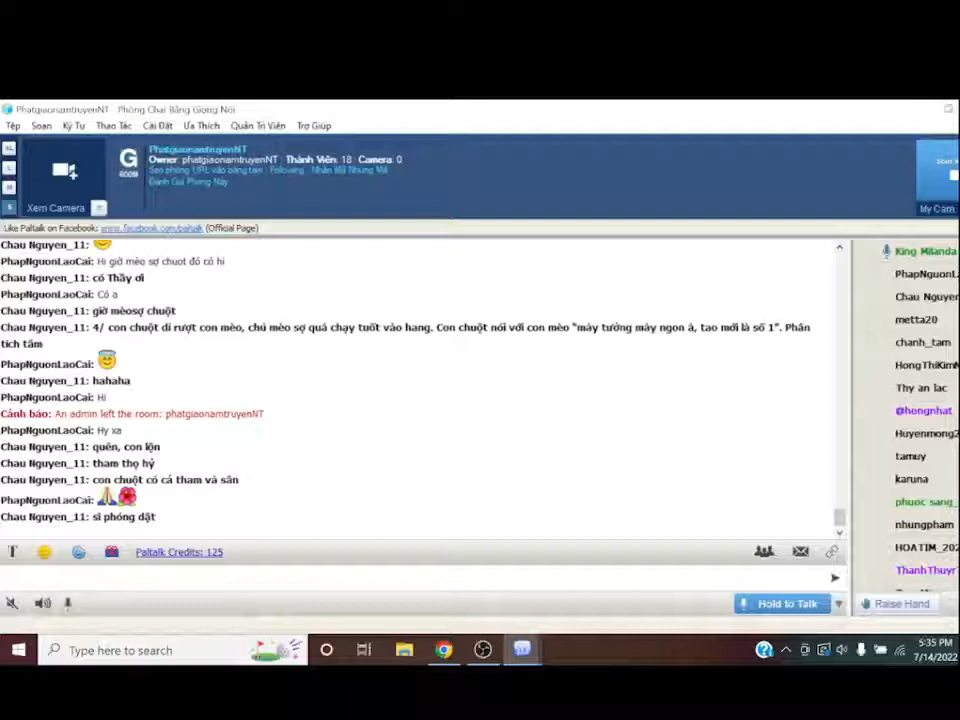 PhatgiaonamtruyenNT - Phòng Chat Bằng Giọng Nói
Tệp Soạn Ký Tự Thao Tác Cài Đặt Ưa Thích Quản Trị Viên Trợ Giúp
PhatgiaonamtruyenNT
Owner: phatgiaonamtruyenNT Thành Viên: 18 Camera: 0
G
ROOM
Xem Camera
My Cam
Like Paltalk on Facebook: www.facebook.com/paltalk (Official Page)
Chau Nguyen_11:
PhapNguonLaoCai: Hi giờ mèo sợ chuot đó cô hi
Chau Nguyen_11: có Thầy ơi
PhapNguonLaoCai: Có a
Chau Nguyen_11: giờ mèosợ chuột
Chau Nguyen_11: 4/ con chuột dí rượt con mèo, chú mèo sợ quá chạy tuốt vào hang. Con chuột nói với con mèo "mày tưởng mày ngon à, tao mới là số 1". Phân
tích tâm
PhapNguonLaoCai:
Chau Nguyen_11: hahaha
PhapNguonLaoCai: Hi
Cảnh báo: An admin left the room: phatgiaonamtruyenNT
PhapNguonLaoCai: Hy xa
Chau Nguyen_11: quên, con lộn
Chau Nguyen_11: tham thọ hỷ
Chau Nguyen_11: con chuột có cả tham và sân
PhapNguonLaoCai:
Chau Nguyen_11: si phóng dật
King Milanda
PhapNguonL
Chau Nguyen
metta20
chanh_tam
HongThiKimN
Thy an lac
@hongnhat
Huyenmong2
tamuy
karuna
phuoc sang_
nhungpham
HOATIM_202
ThanhThuyr
T Paltalk Credits: 125
Hold to Talk
Raise Hand
Type here to search
5:35 PM
7/14/2022